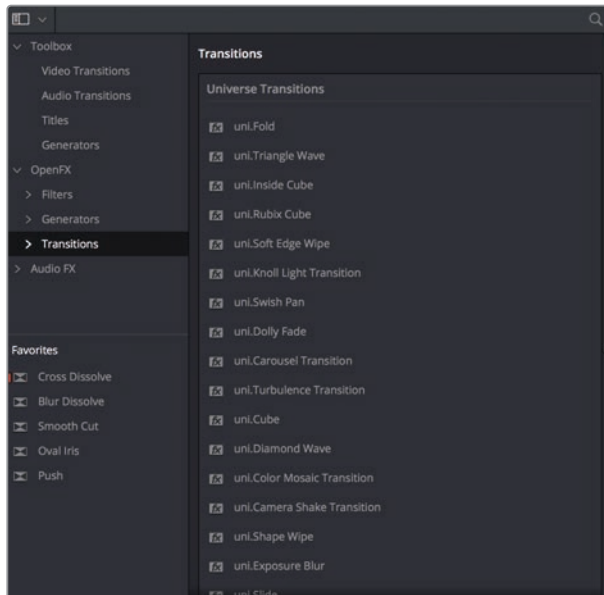 Toolbox
Video Transitions
Audio Transitions
Titles
Generators
OpenFX
Filters
Generators
Transitions
Audio FX
Favorites
Cross Dissolve
Blur Dissolve
Smooth Cut
Oval Iris
Push
Transitions
Universe Transitions
uni.Fold
uni.Triangle Wave
uni.Inside Cube
uni.Rubix Cube
uni.Soft Edge Wipe
uni.Knoll Light Transition
uni.Swish Pan
uni.Dolly Fade
uni.Carousel Transition
uni.Turbulence Transition
uni.Cube
uni.Diamond Wave
uni.Color Mosaic Transition
uni.Camera Shake Transition
uni.Shape Wipe
uni.Exposure Blur
uni.Slide